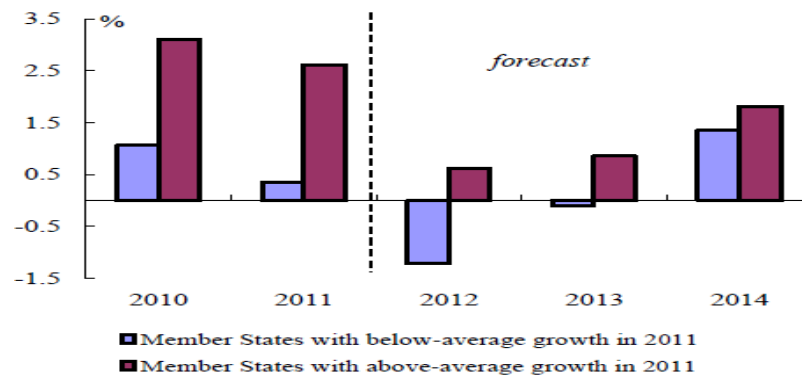 3.5
%
2.5
forecast
1.5
0.5
-0.5
-1.5
2010 2011 2012 2013 2014
Member States with below-average growth in 2011
Member States with above-average growth in 2011